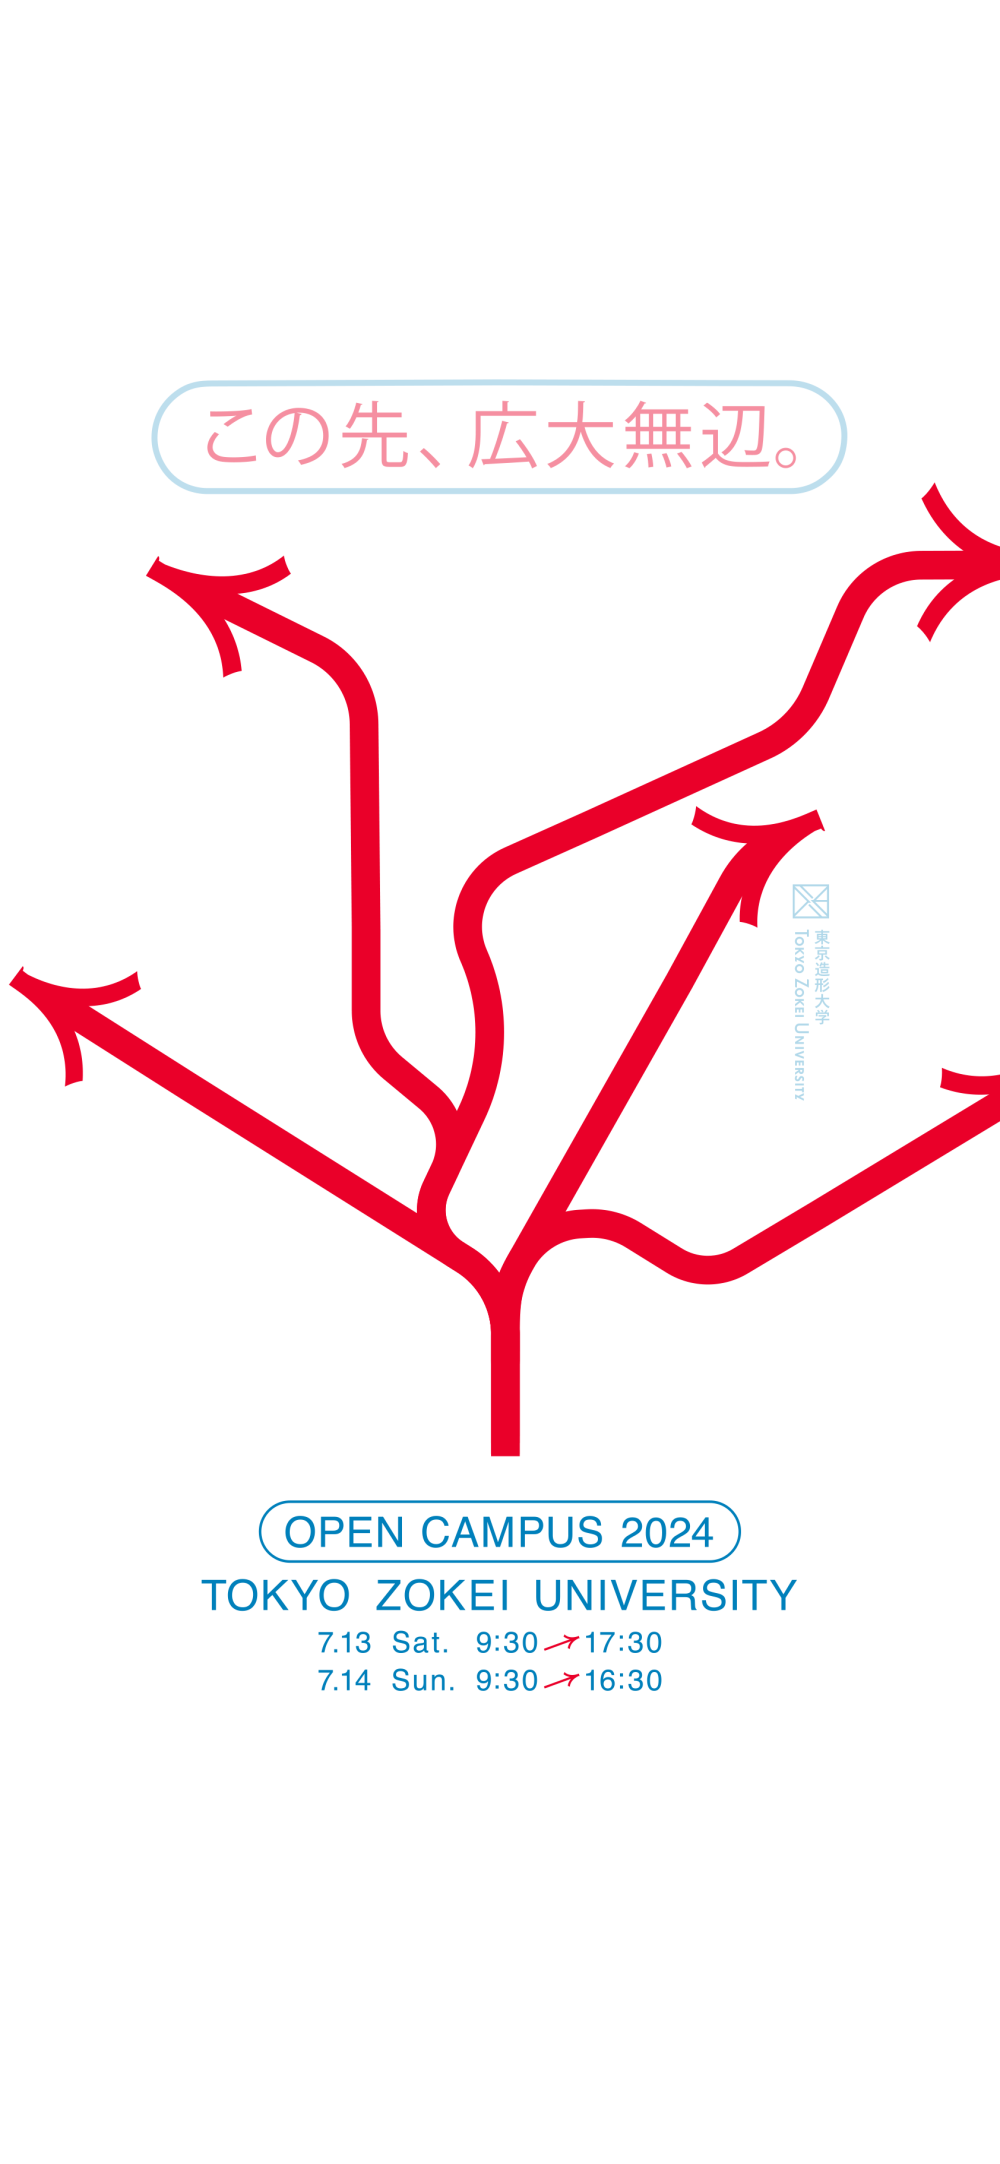 この先、広大無辺。
東京造形大学
TOKYO ZOKEI UNIVERSITY
OPEN CAMPUS 2024
TOKYO ZOKEI UNIVERSITY
7.13 Sat. 9:30→17:30
7.14 Sun. 9:30→16:30